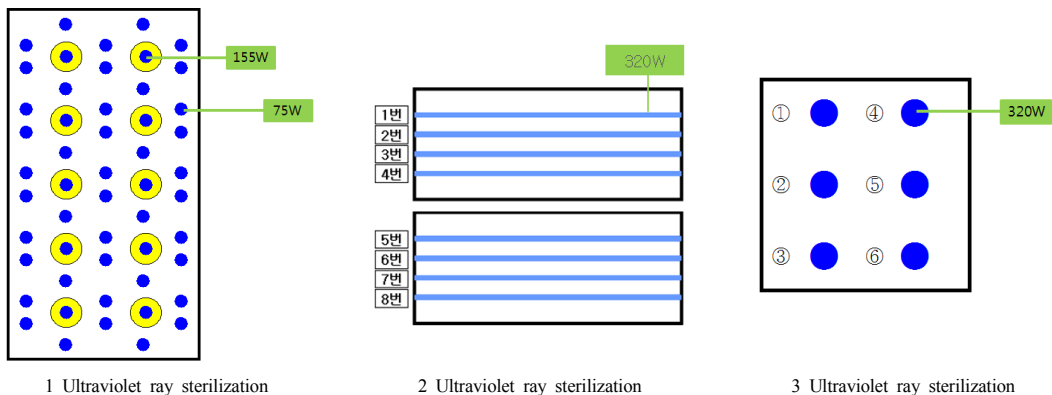 155W
75W
1 Ultraviolet ray sterilization
320W
1번
2번
3번
4번
5번
6번
7번
8번
2 Ultraviolet ray sterilization
① ④
320W
② ⑤
③ ⑥
3 Ultraviolet ray sterilization